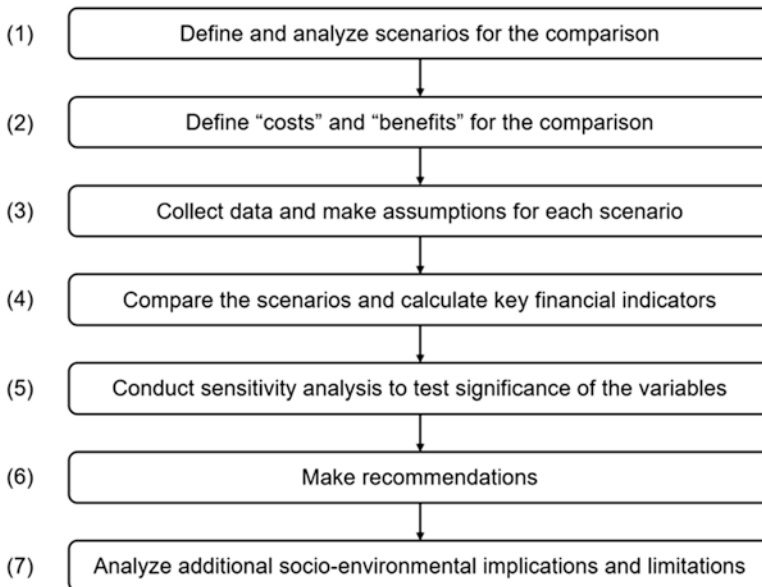 (1) Define and analyze scenarios for the comparison
(2) Define “costs” and “benefits” for the comparison
(3) Collect data and make assumptions for each scenario
(4) Compare the scenarios and calculate key financial indicators
(5) Conduct sensitivity analysis to test significance of the variables
(6) Make recommendations
(7) Analyze additional socio-environmental implications and limitations